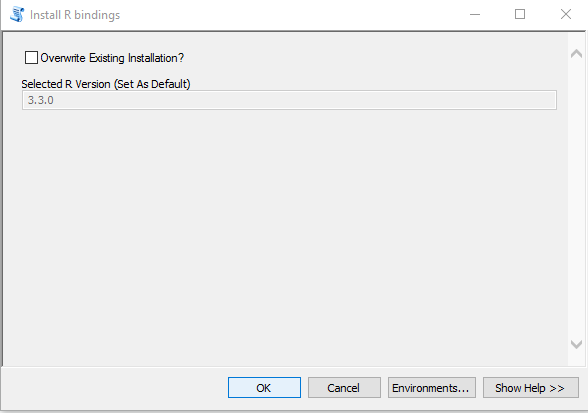 Install R bindings
Overwrite Existing Installation?
Selected R Version (Set As Default)
3.3.0
OK
Cancel
Environments...
Show Help >>